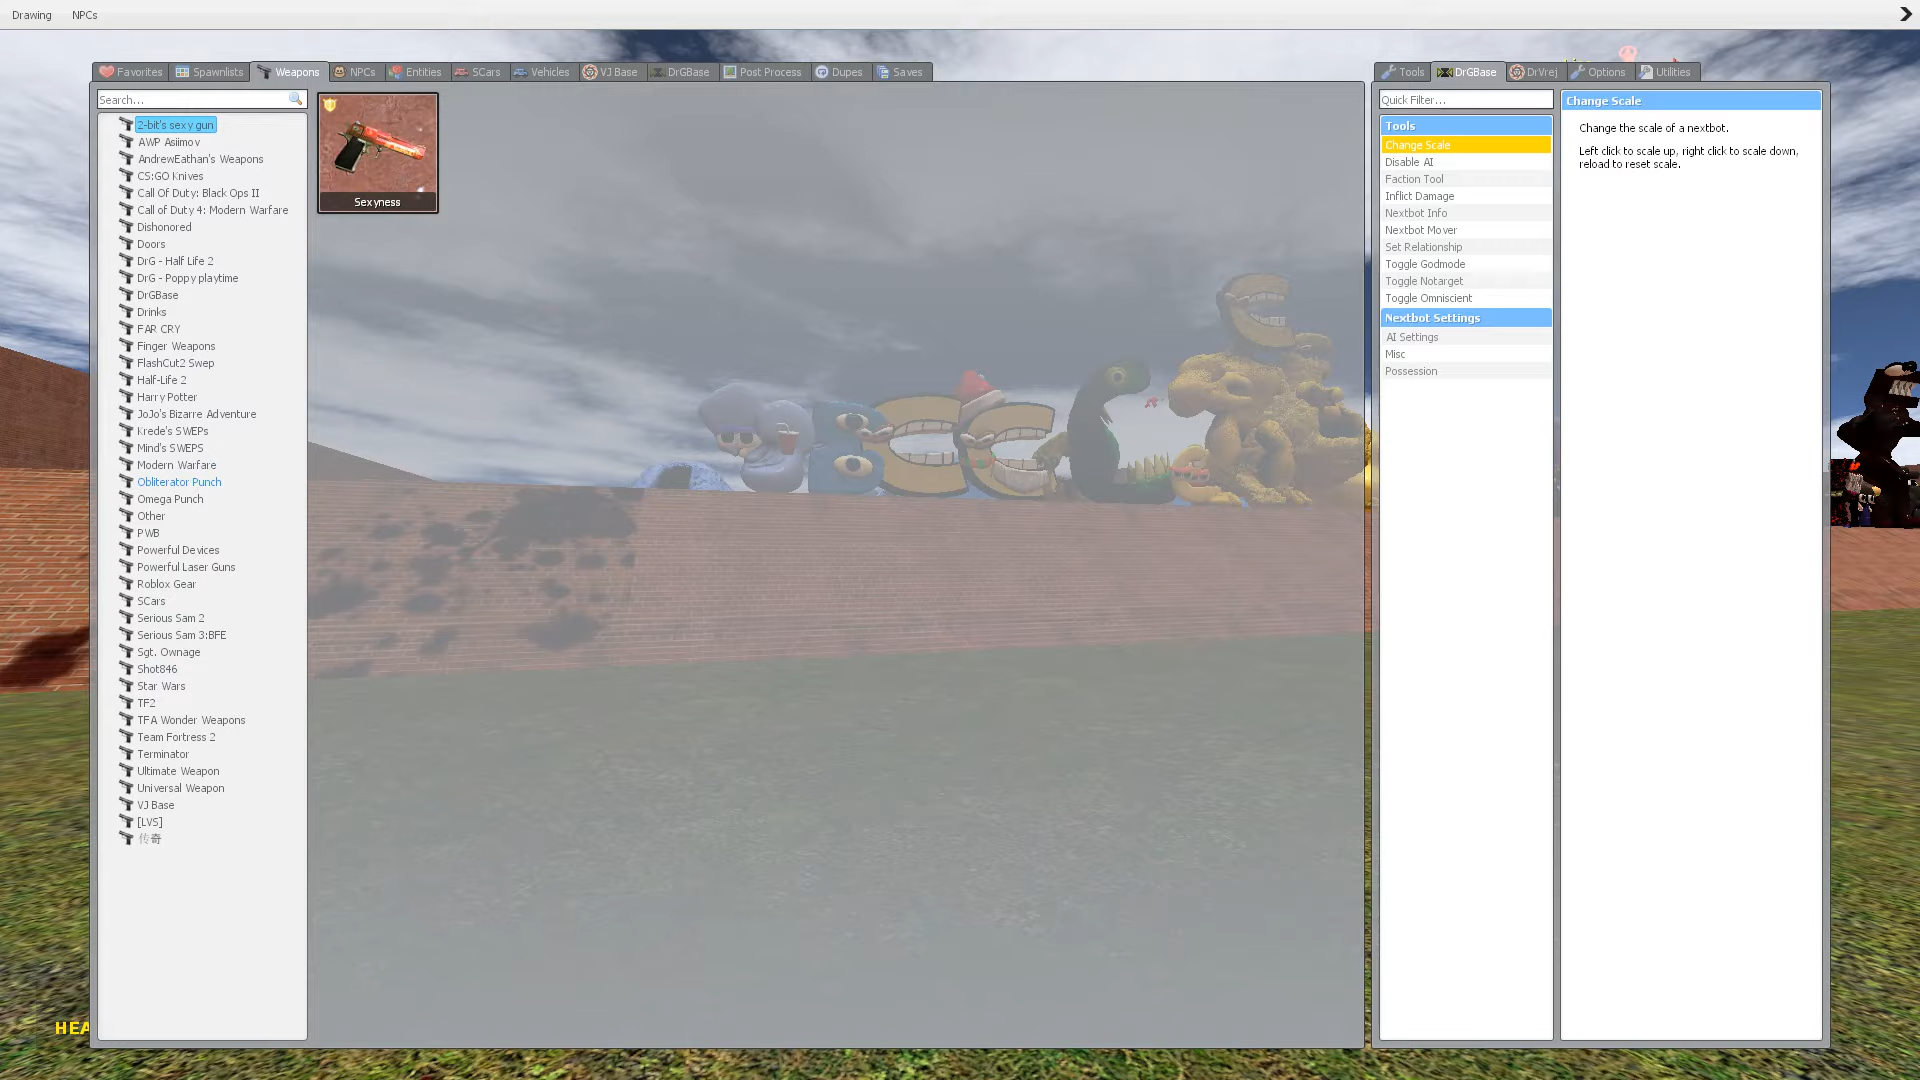 Drawing NPCs
Favorites Spawnlists Weapons NPCs Entities SCars Vehicles VJ Base DrGBase Post Process Dupes Saves
Search...
2-bit's sexy gun
AWP Asiimov
AndrewEathan's Weapons
CS:GO Knives
Call Of Duty: Black Ops II
Call of Duty 4: Modern Warfare
Dishonored
Doors
DrG - Half Life 2
DrG - Poppy playtime
DrGBase
Drinks
FAR CRY
Finger Weapons
FlashCut2 Swep
Half-Life 2
Harry Potter
JoJo's Bizarre Adventure
Krede's SWEPs
Mind's SWEPS
Modern Warfare
Obliterator Punch
Omega Punch
Other
PWB
Powerful Devices
Powerful Laser Guns
Roblox Gear
SCars
Serious Sam 2
Serious Sam 3:BFE
Sgt. Ownage
Shot846
Star Wars
TF2
TFA Wonder Weapons
Team Fortress 2
Terminator
Ultimate Weapon
Universal Weapon
VJ Base
[LVS]
传奇
Sexyness
HEA
Tools DrGBase DrVrej Options Utilities
Quick Filter...
Tools
Change Scale
Disable AI
Faction Tool
Inflict Damage
Nextbot Info
Nextbot Mover
Set Relationship
Toggle Godmode
Toggle Notarget
Toggle Omniscient
Nextbot Settings
AI Settings
Misc
Possession
Change Scale
Change the scale of a nextbot.
Left click to scale up, right click to scale down,
reload to reset scale.